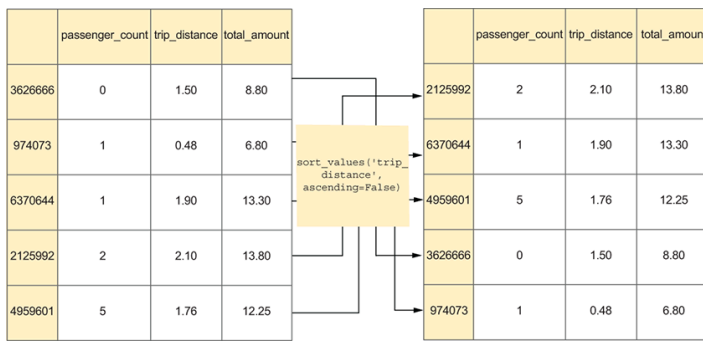 passenger_count trip_distance total_amount
3626666 0 1.50 8.80
974073 1 0.48 6.80
6370644 1 1.90 13.30
2125992 2 2.10 13.80
4959601 5 1.76 12.25
sort_values('trip_
distance',
ascending=False)
passenger_count trip_distance total_amount
2125992 2 2.10 13.80
6370644 1 1.90 13.30
4959601 5 1.76 12.25
3626666 0 1.50 8.80
974073 1 0.48 6.80